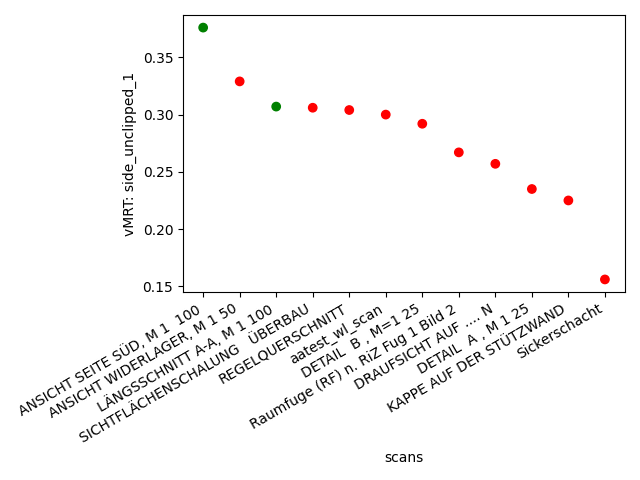 0.35
0.30
0.25
0.20
0.15
vMRT: side_unclipped_1
ANSICHT SEITE SÜD, M 1  100
ANSICHT WIDERLAGER, M 1 50
LÄNGSSCHNITT A-A, M 1 100
SICHTFLÄCHENSCHALUNG   ÜBERBAU
REGELQUERSCHNITT
aatest_wl_scan
DETAIL  B , M=1 25
Raumfuge (RF) n. RiZ Fug 1 Bild 2
DRAUFSICHT AUF .... N
DETAIL  A , M 1 25
KAPPE AUF DER STÜTZWAND
Sickerschacht
scans